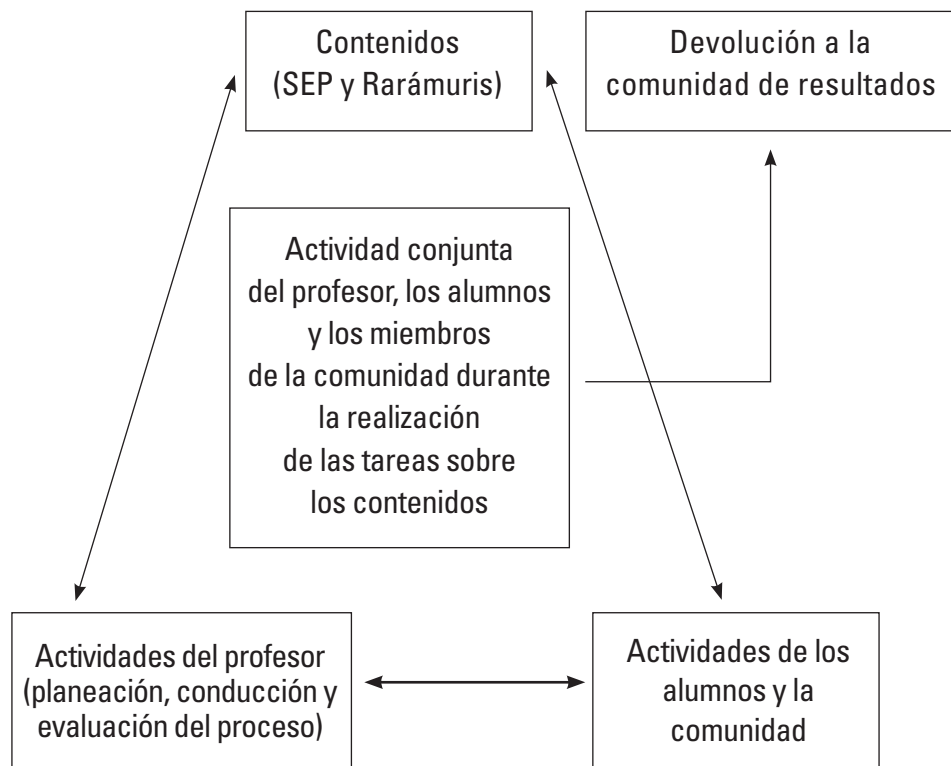 Contenidos
(SEP y Rarámuris)
Devolución a la
comunidad de resultados
Actividad conjunta
del profesor, los alumnos
y los miembros
de la comunidad durante
la realización
de las tareas sobre
los contenidos
Actividades del profesor
(planeación, conducción y
evaluación del proceso)
Actividades de los
alumnos y la
comunidad